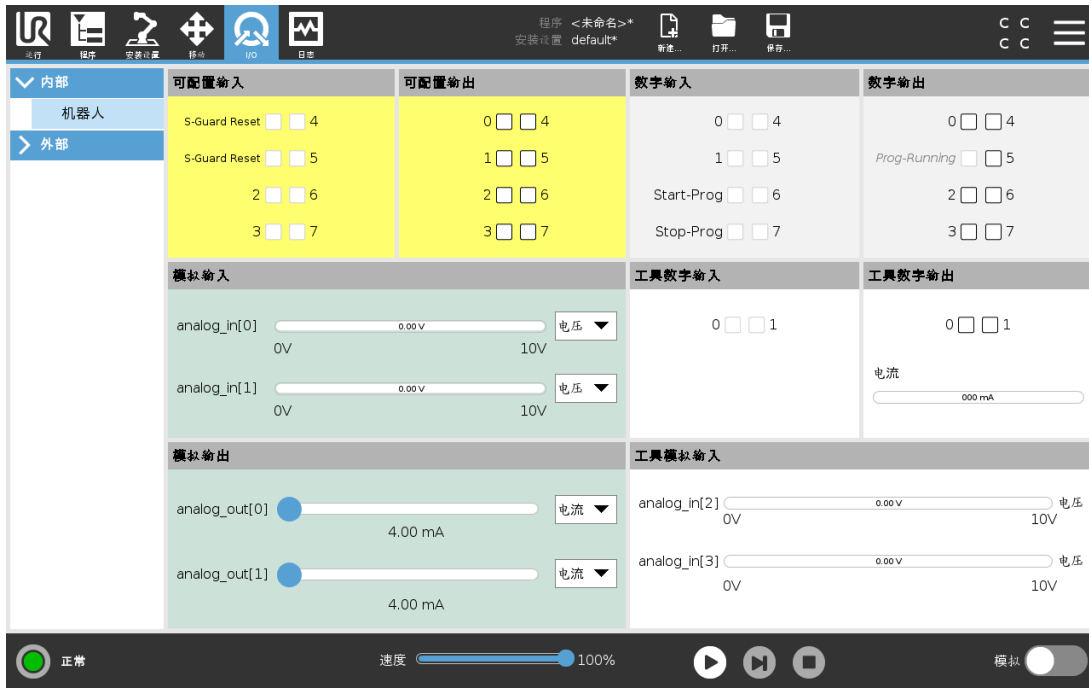 UR
运行
程序
安装设置
移动
I/O
日志
程序 <未命名>*
安装设置 default*
新建...
打开...
保存...
C C
C C
内部
机器人
外部
可配置输入
S-Guard Reset 4
S-Guard Reset 5
2 6
3 7
可配置输出
0 4
1 5
2 6
3 7
数字输入
0 4
1 5
Start-Prog 6
Stop-Prog 7
数字输出
0 4
Prog-Running 5
2 6
3 7
模拟输入
analog_in[0] 0.00 V 电压
0V 10V
analog_in[1] 0.00 V 电压
0V 10V
工具数字输入
0 1
工具数字输出
0 1
电流
000 mA
模拟输出
analog_out[0] 电流
4.00 mA
analog_out[1] 电流
4.00 mA
工具模拟输入
analog_in[2] 0.00 V 电压
0V 10V
analog_in[3] 0.00 V 电压
0V 10V
正常
速度 100%
模拟